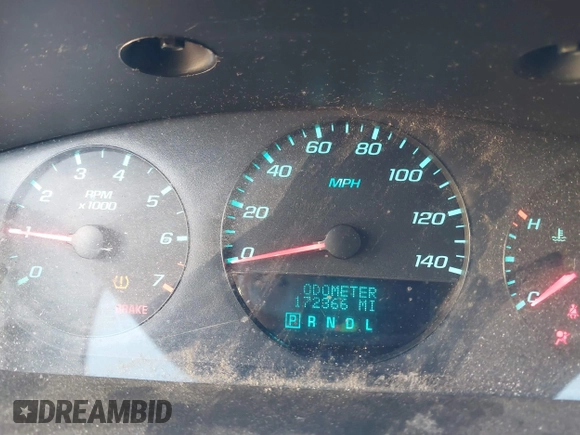 0 1 2 3 4 5 6 7
RPM
x1000
BRAKE
0 20 40 60 80 100 120 140
MPH
ODOMETER
172366 MI
P R N D L
H
C
DREAMBID